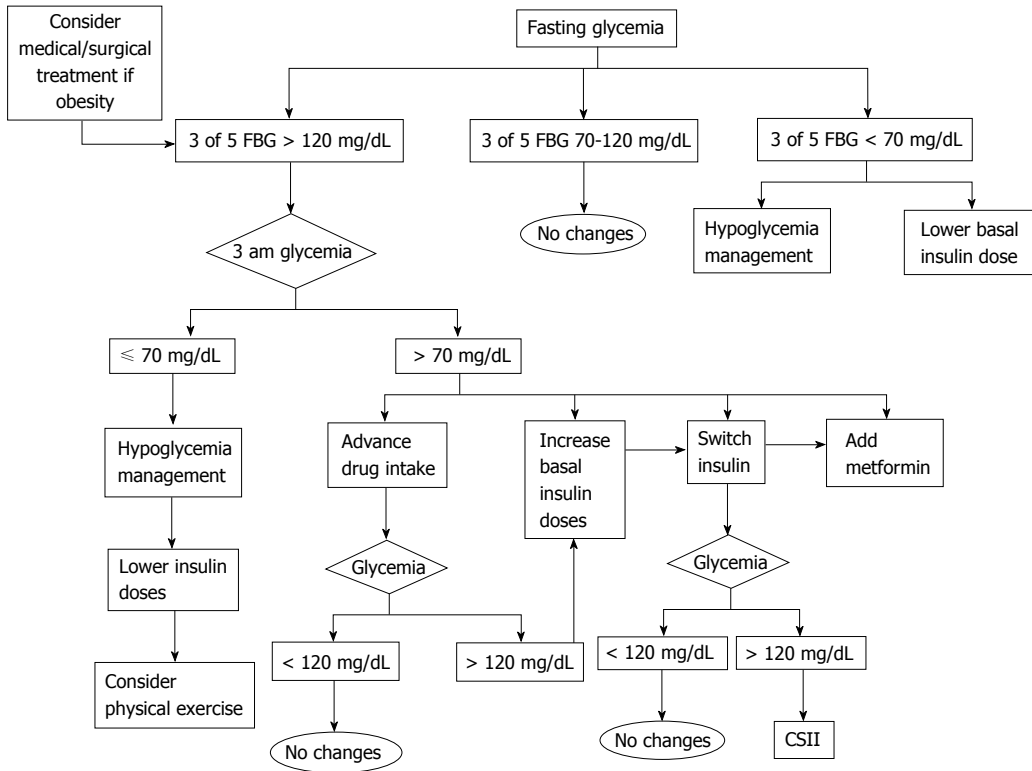 Consider
medical/surgical
treatment if
obesity
Fasting glycemia
3 of 5 FBG > 120 mg/dL
3 of 5 FBG 70-120 mg/dL
3 of 5 FBG < 70 mg/dL
No changes
Hypoglycemia
management
Lower basal
insulin dose
3 am glycemia
≤ 70 mg/dL
> 70 mg/dL
Hypoglycemia
management
Advance
drug intake
Increase
basal
insulin
doses
Switch
insulin
Add
metformin
Lower insulin
doses
Glycemia
Glycemia
Consider
physical exercise
< 120 mg/dL
> 120 mg/dL
< 120 mg/dL
> 120 mg/dL
No changes
No changes
CSII